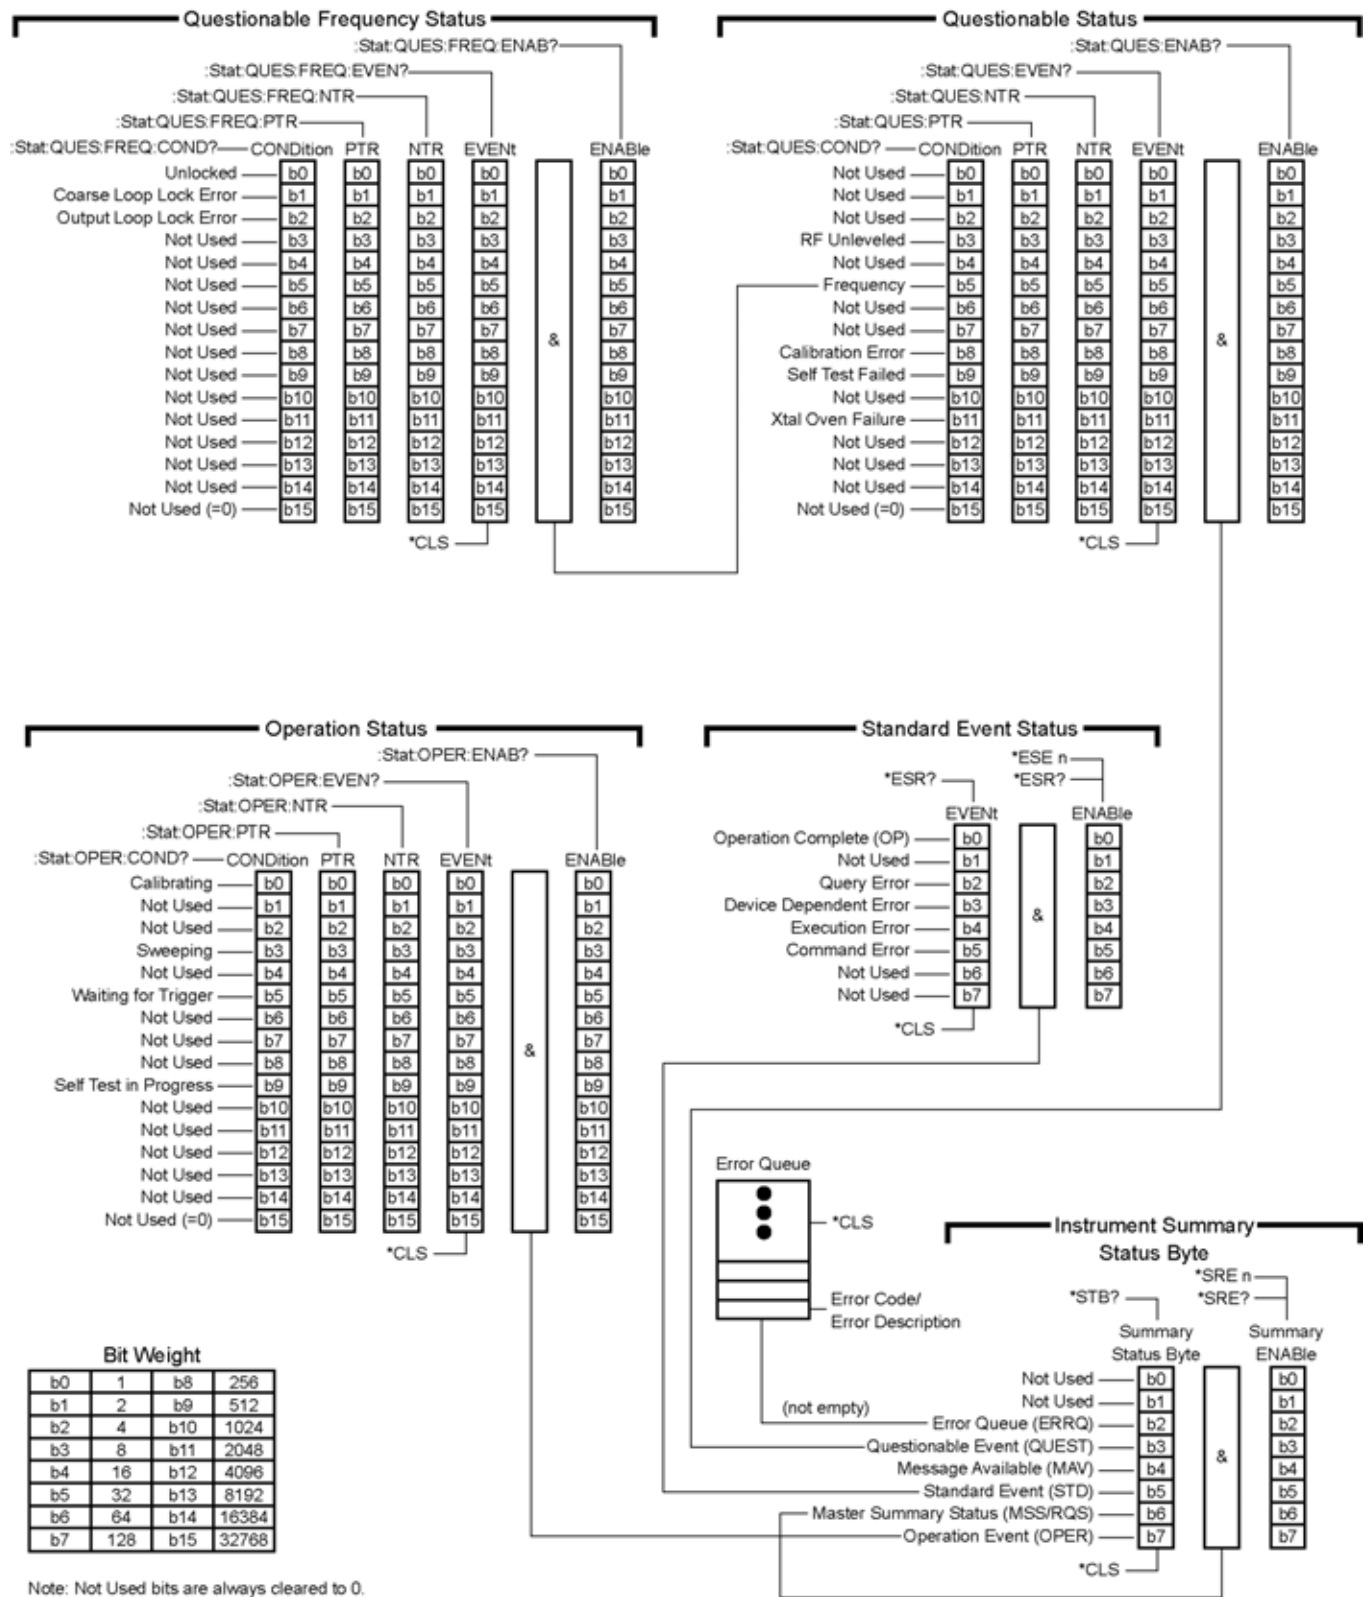 Questionable Frequency Status
:Stat:QUES:FREQ:ENAB?
:Stat:QUES:FREQ:EVEN?
:Stat:QUES:FREQ:NTR
:Stat:QUES:FREQ:PTR
:Stat:QUES:FREQ:COND? CONDition PTR NTR EVENt ENABle
Unlocked b0 b0 b0 b0 b0
Coarse Loop Lock Error b1 b1 b1 b1 b1
Output Loop Lock Error b2 b2 b2 b2 b2
Not Used b3 b3 b3 b3 b3
Not Used b4 b4 b4 b4 b4
Not Used b5 b5 b5 b5 b5
Not Used b6 b6 b6 b6 b6
Not Used b7 b7 b7 b7 b7
&
Not Used b8 b8 b8 b8 b8
Not Used b9 b9 b9 b9 b9
Not Used b10 b10 b10 b10 b10
Not Used b11 b11 b11 b11 b11
Not Used b12 b12 b12 b12 b12
Not Used b13 b13 b13 b13 b13
Not Used b14 b14 b14 b14 b14
Not Used (=0) b15 b15 b15 b15 b15
*CLS
Questionable Status
:Stat:QUES:ENAB?
:Stat:QUES:EVEN?
:Stat:QUES:NTR
:Stat:QUES:PTR
:Stat:QUES:COND? CONDition PTR NTR EVENt ENABle
Not Used b0 b0 b0 b0 b0
Not Used b1 b1 b1 b1 b1
Not Used b2 b2 b2 b2 b2
RF Unleveled b3 b3 b3 b3 b3
Not Used b4 b4 b4 b4 b4
Frequency b5 b5 b5 b5 b5
Not Used b6 b6 b6 b6 b6
Not Used b7 b7 b7 b7 b7
&
Calibration Error b8 b8 b8 b8 b8
Self Test Failed b9 b9 b9 b9 b9
Not Used b10 b10 b10 b10 b10
Xtal Oven Failure b11 b11 b11 b11 b11
Not Used b12 b12 b12 b12 b12
Not Used b13 b13 b13 b13 b13
Not Used b14 b14 b14 b14 b14
Not Used (=0) b15 b15 b15 b15 b15
*CLS
Operation Status
:Stat:OPER:ENAB?
:Stat:OPER:EVEN?
:Stat:OPER:NTR
:Stat:OPER:PTR
:Stat:OPER:COND? CONDition PTR NTR EVENt ENABle
Calibrating b0 b0 b0 b0 b0
Not Used b1 b1 b1 b1 b1
Not Used b2 b2 b2 b2 b2
Sweeping b3 b3 b3 b3 b3
Not Used b4 b4 b4 b4 b4
Waiting for Trigger b5 b5 b5 b5 b5
Not Used b6 b6 b6 b6 b6
Not Used b7 b7 b7 b7 b7
&
Not Used b8 b8 b8 b8 b8
Self Test in Progress b9 b9 b9 b9 b9
Not Used b10 b10 b10 b10 b10
Not Used b11 b11 b11 b11 b11
Not Used b12 b12 b12 b12 b12
Not Used b13 b13 b13 b13 b13
Not Used b14 b14 b14 b14 b14
Not Used (=0) b15 b15 b15 b15 b15
*CLS
Standard Event Status
*ESE n
*ESR? *ESR?
EVENt ENABle
Operation Complete (OP) b0 b0
Not Used b1 b1
Query Error b2 b2
Device Dependent Error b3 b3
&
Execution Error b4 b4
Command Error b5 b5
Not Used b6 b6
Not Used b7 b7
*CLS
Error Queue
*CLS
Error Code/
Error Description
(not empty)
Instrument Summary
Status Byte
*SRE n
*STB? *SRE?
Summary Summary
Status Byte ENABle
Not Used b0 b0
Not Used b1 b1
Error Queue (ERRQ) b2 b2
Questionable Event (QUEST) b3 b3
&
Message Available (MAV) b4 b4
Standard Event (STD) b5 b5
Master Summary Status (MSS/RQS) b6 b6
Operation Event (OPER) b7 b7
*CLS
Bit Weight
b0 1 b8 256
b1 2 b9 512
b2 4 b10 1024
b3 8 b11 2048
b4 16 b12 4096
b5 32 b13 8192
b6 64 b14 16384
b7 128 b15 32768
Note: Not Used bits are always cleared to 0.